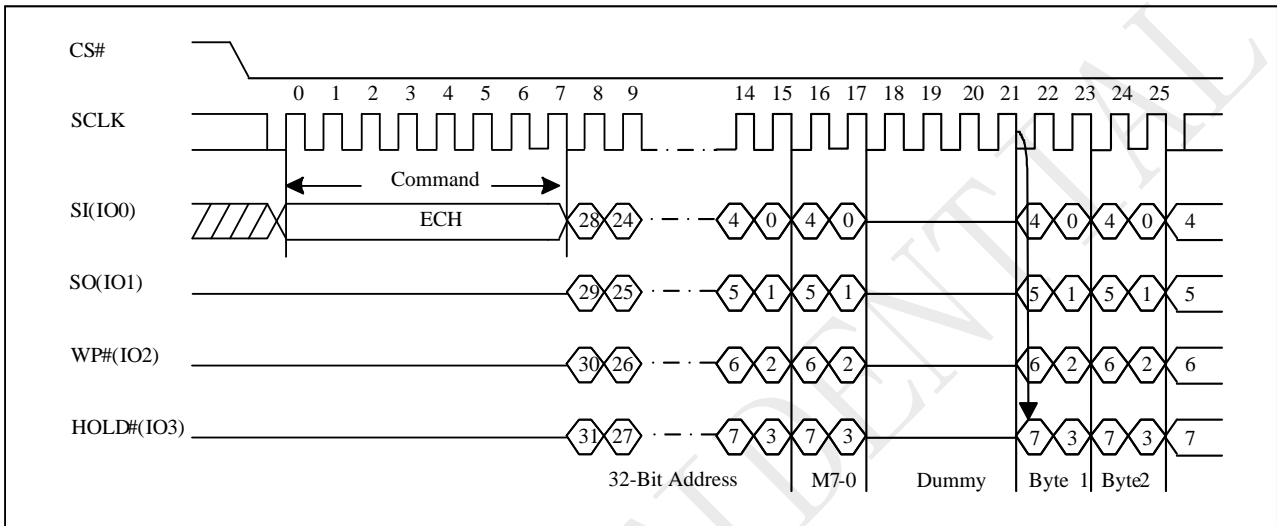 CS#
0 1 2 3 4 5 6 7 8 9 14 15 16 17 18 19 20 21 22 23 24 25
SCLK
Command
SI(IO0) ECH 28 24 4 0 4 0 4 0 4 0 4
SO(IO1) 29 25 5 1 5 1 5 1 5 1 5
WP#(IO2) 30 26 6 2 6 2 6 2 6 2 6
HOLD#(IO3) 31 27 7 3 7 3 7 3 7 3 7
32-Bit Address M7-0 Dummy Byte 1 Byte2
IDENTIAL